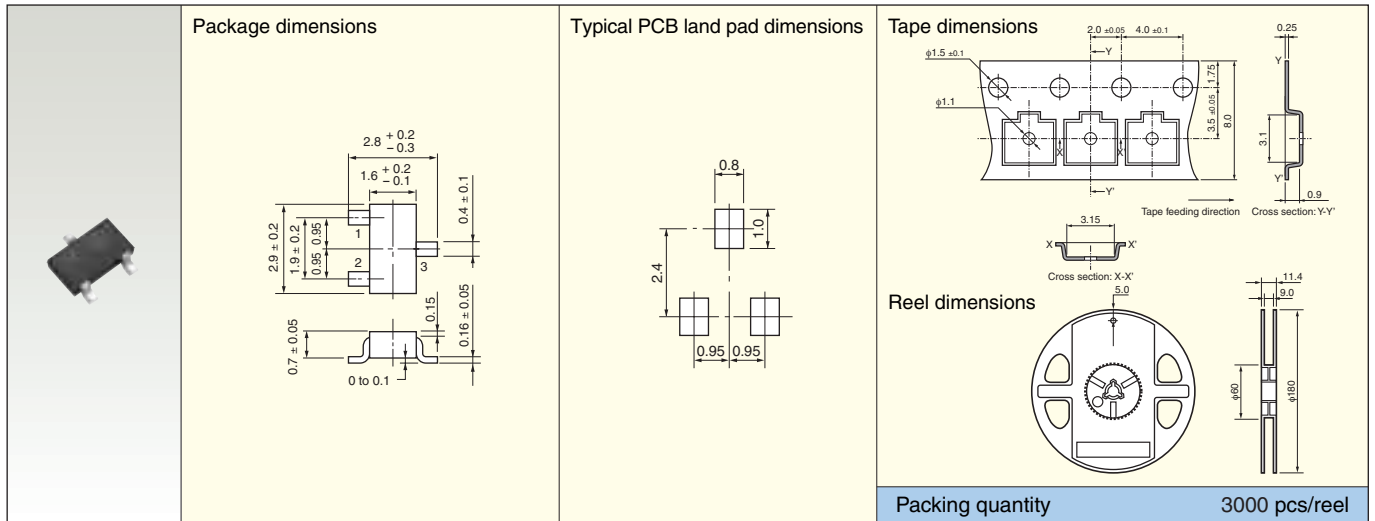 Package dimensions
2.8 + 0.2 − 0.3
1.6 + 0.2 − 0.1
2.9 ± 0.2
1.9 ± 0.2
0.95
0.95
0.4 ± 0.1
1
2
3
0.7 ± 0.05
0 to 0.1
0.15
0.16 ± 0.05
Typical PCB land pad dimensions
0.8
1.0
2.4
0.95
0.95
Tape dimensions
2.0 ±0.05
4.0 ±0.1
0.25
φ1.5 ±0.1
φ1.1
Y
Y
X
X'
1.75
3.5 ±0.05
8.0
3.1
Y'
Y'
0.9
Tape feeding direction
Cross section: Y-Y'
3.15
X
X'
Cross section: X-X'
Reel dimensions
5.0
11.4
9.0
φ60
φ180
Packing quantity
3000 pcs/reel